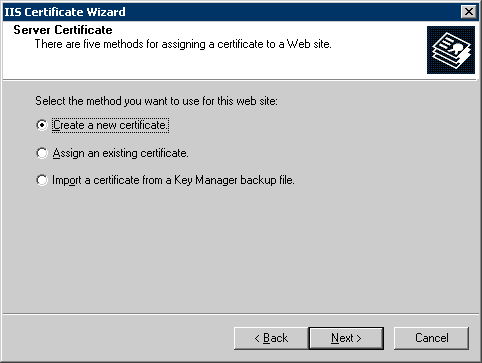 IIS Certificate Wizard
Server Certificate
There are five methods for assigning a certificate to a Web site.
Select the method you want to use for this web site:
Create a new certificate.
Assign an existing certificate.
Import a certificate from a Key Manager backup file.
< Back
Next >
Cancel